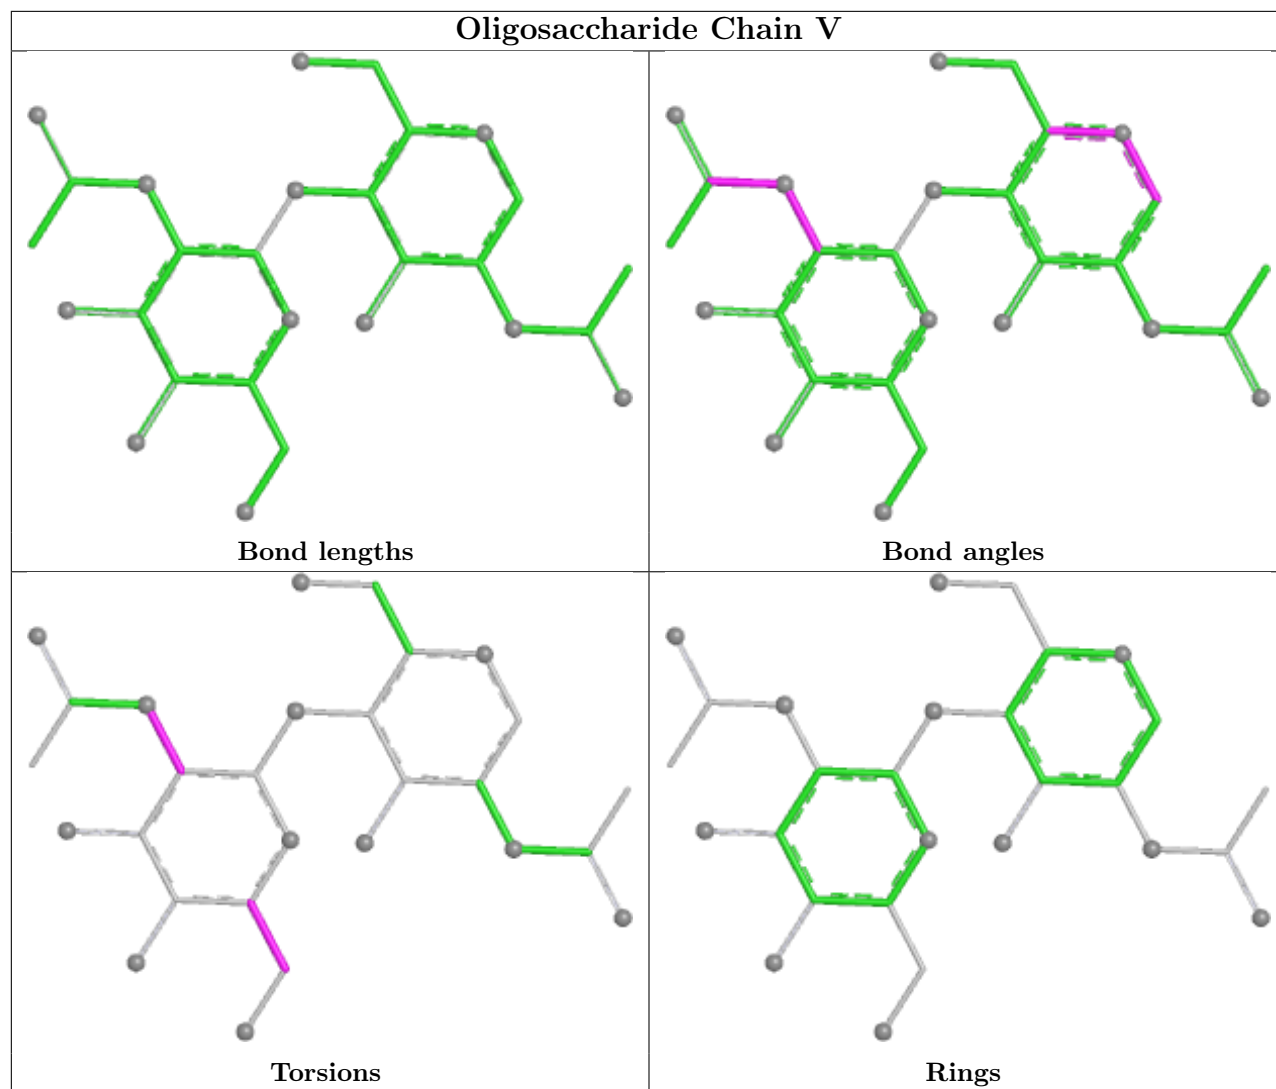 Oligosaccharide Chain V
Bond lengths
Bond angles
Torsions
Rings